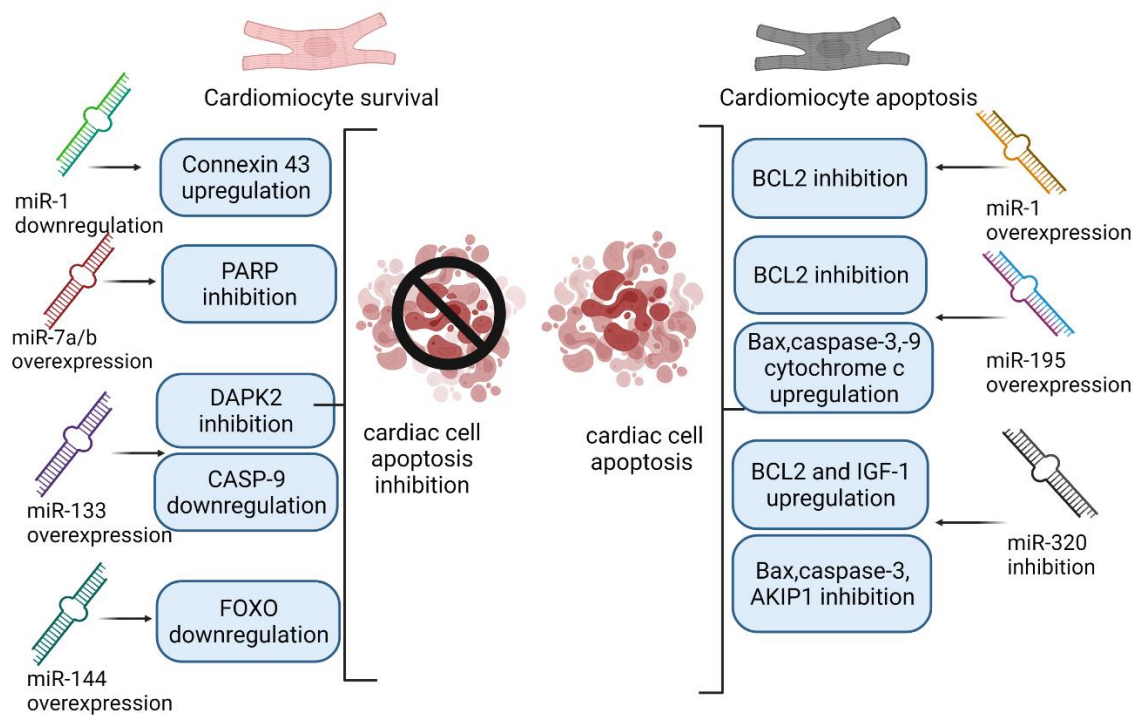 Cardiomiocyte survival
Connexin 43
upregulation
miR-1
downregulation
PARP
inhibition
miR-7a/b
overexpression
DAPK2
inhibition
CASP-9
downregulation
miR-133
overexpression
FOXO
downregulation
miR-144
overexpression
cardiac cell
apoptosis
inhibition
Cardiomiocyte apoptosis
cardiac cell
apoptosis
BCL2 inhibition
miR-1
overexpression
BCL2 inhibition
Bax,caspase-3,-9
cytochrome c
upregulation
miR-195
overexpression
BCL2 and IGF-1
upregulation
Bax,caspase-3,
AKIP1 inhibition
miR-320
inhibition